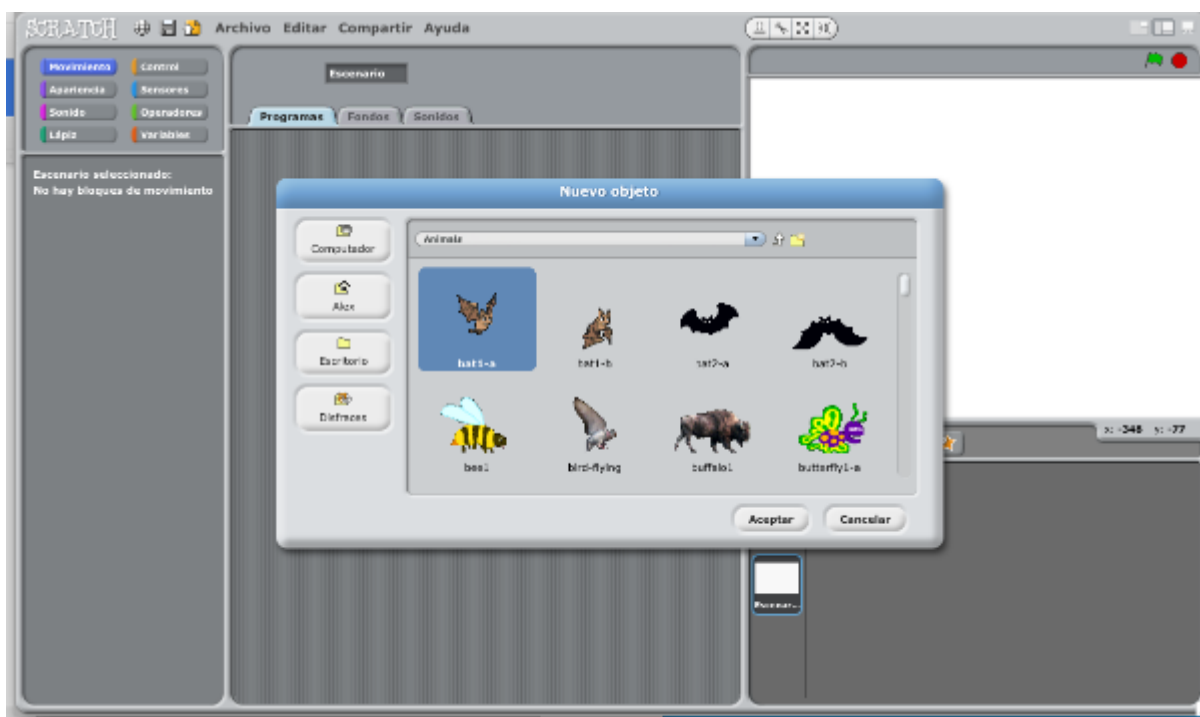 SCRATCH Archivo Editar Compartir Ayuda
Movimiento Control
Apariencia Sensores
Sonido Operadores
Lápiz Variables
Escenario
Programas Fondos Sonidos
Escenario seleccionado:
No hay bloques de movimiento
Nuevo objeto
Computador
Alex
Escritorio
Disfraces
Animals
bat1-a bat1-b bat2-a bat2-b
bee1 bird-flying buffalo1 butterfly1-a
Aceptar Cancelar
x: -348 y: -77
Escenar...